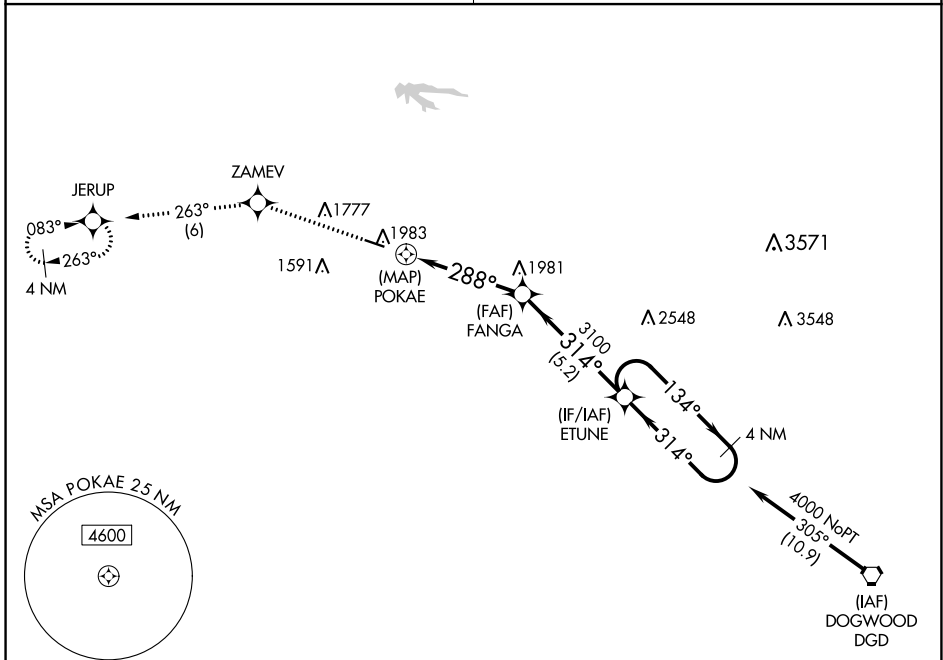 ZAMEV
JERUP
083°
263°
(6)
263°
4 NM
1777
1983
1591
(MAP)
POKAE
288°
1981
(FAF)
FANGA
3571
2548
3548
3100
314°
(5.2)
(IF/IAF)
ETUNE
134°
314°
4 NM
4000 NoPT
305°
(10.9)
(IAF)
DOGWOOD
DGD
MSA POKAE 25 NM
4600